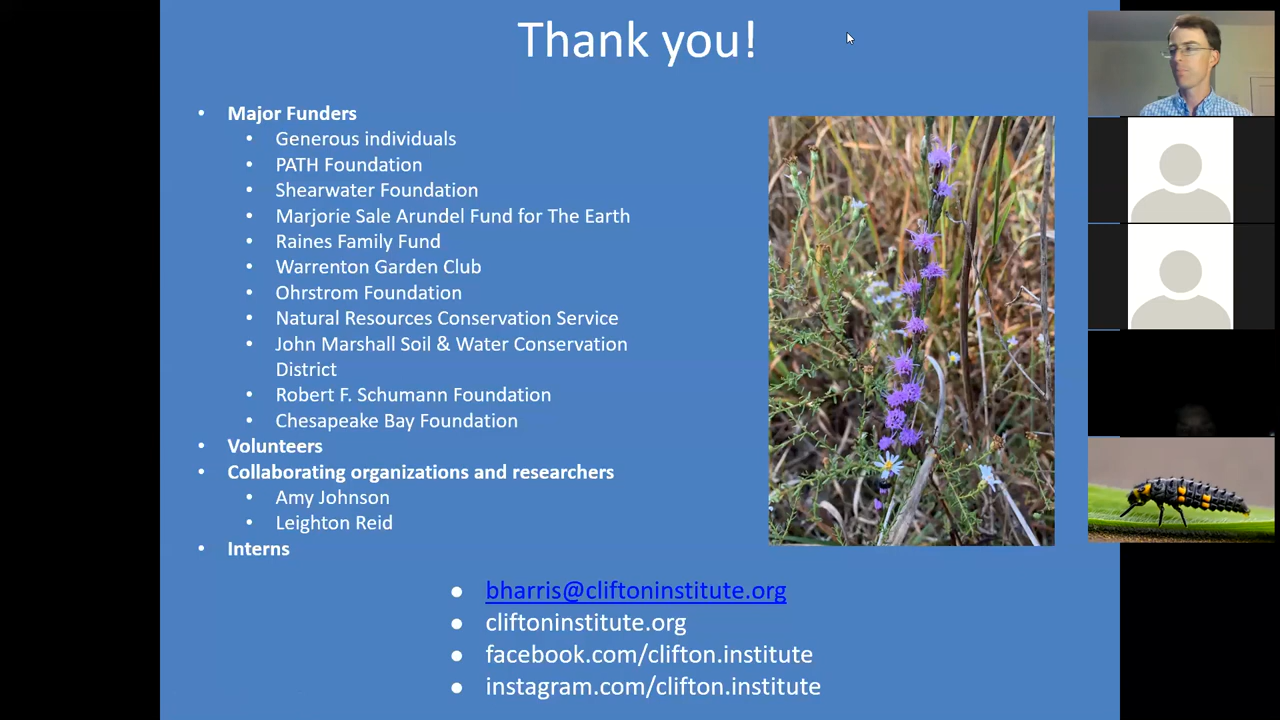 Thank you!
• Major Funders
• Generous individuals
• PATH Foundation
• Shearwater Foundation
• Marjorie Sale Arundel Fund for The Earth
• Raines Family Fund
• Warrenton Garden Club
• Ohrstrom Foundation
• Natural Resources Conservation Service
• John Marshall Soil & Water Conservation
District
• Robert F. Schumann Foundation
• Chesapeake Bay Foundation
• Volunteers
• Collaborating organizations and researchers
• Amy Johnson
• Leighton Reid
• Interns
• bharris@cliftoninstitute.org
• cliftoninstitute.org
• facebook.com/clifton.institute
• instagram.com/clifton.institute